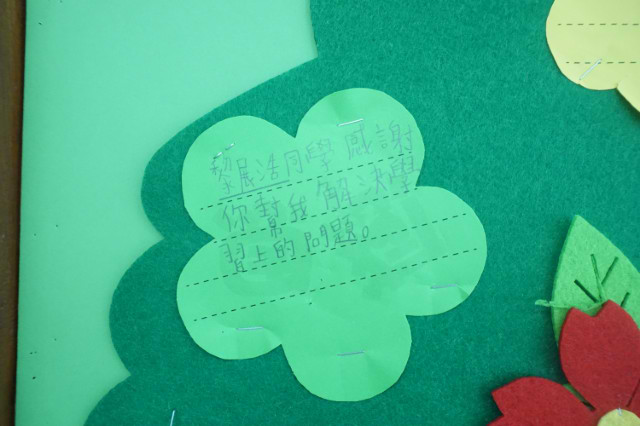 黎展浩同學 感謝
你幫我解決學
習上的問題。